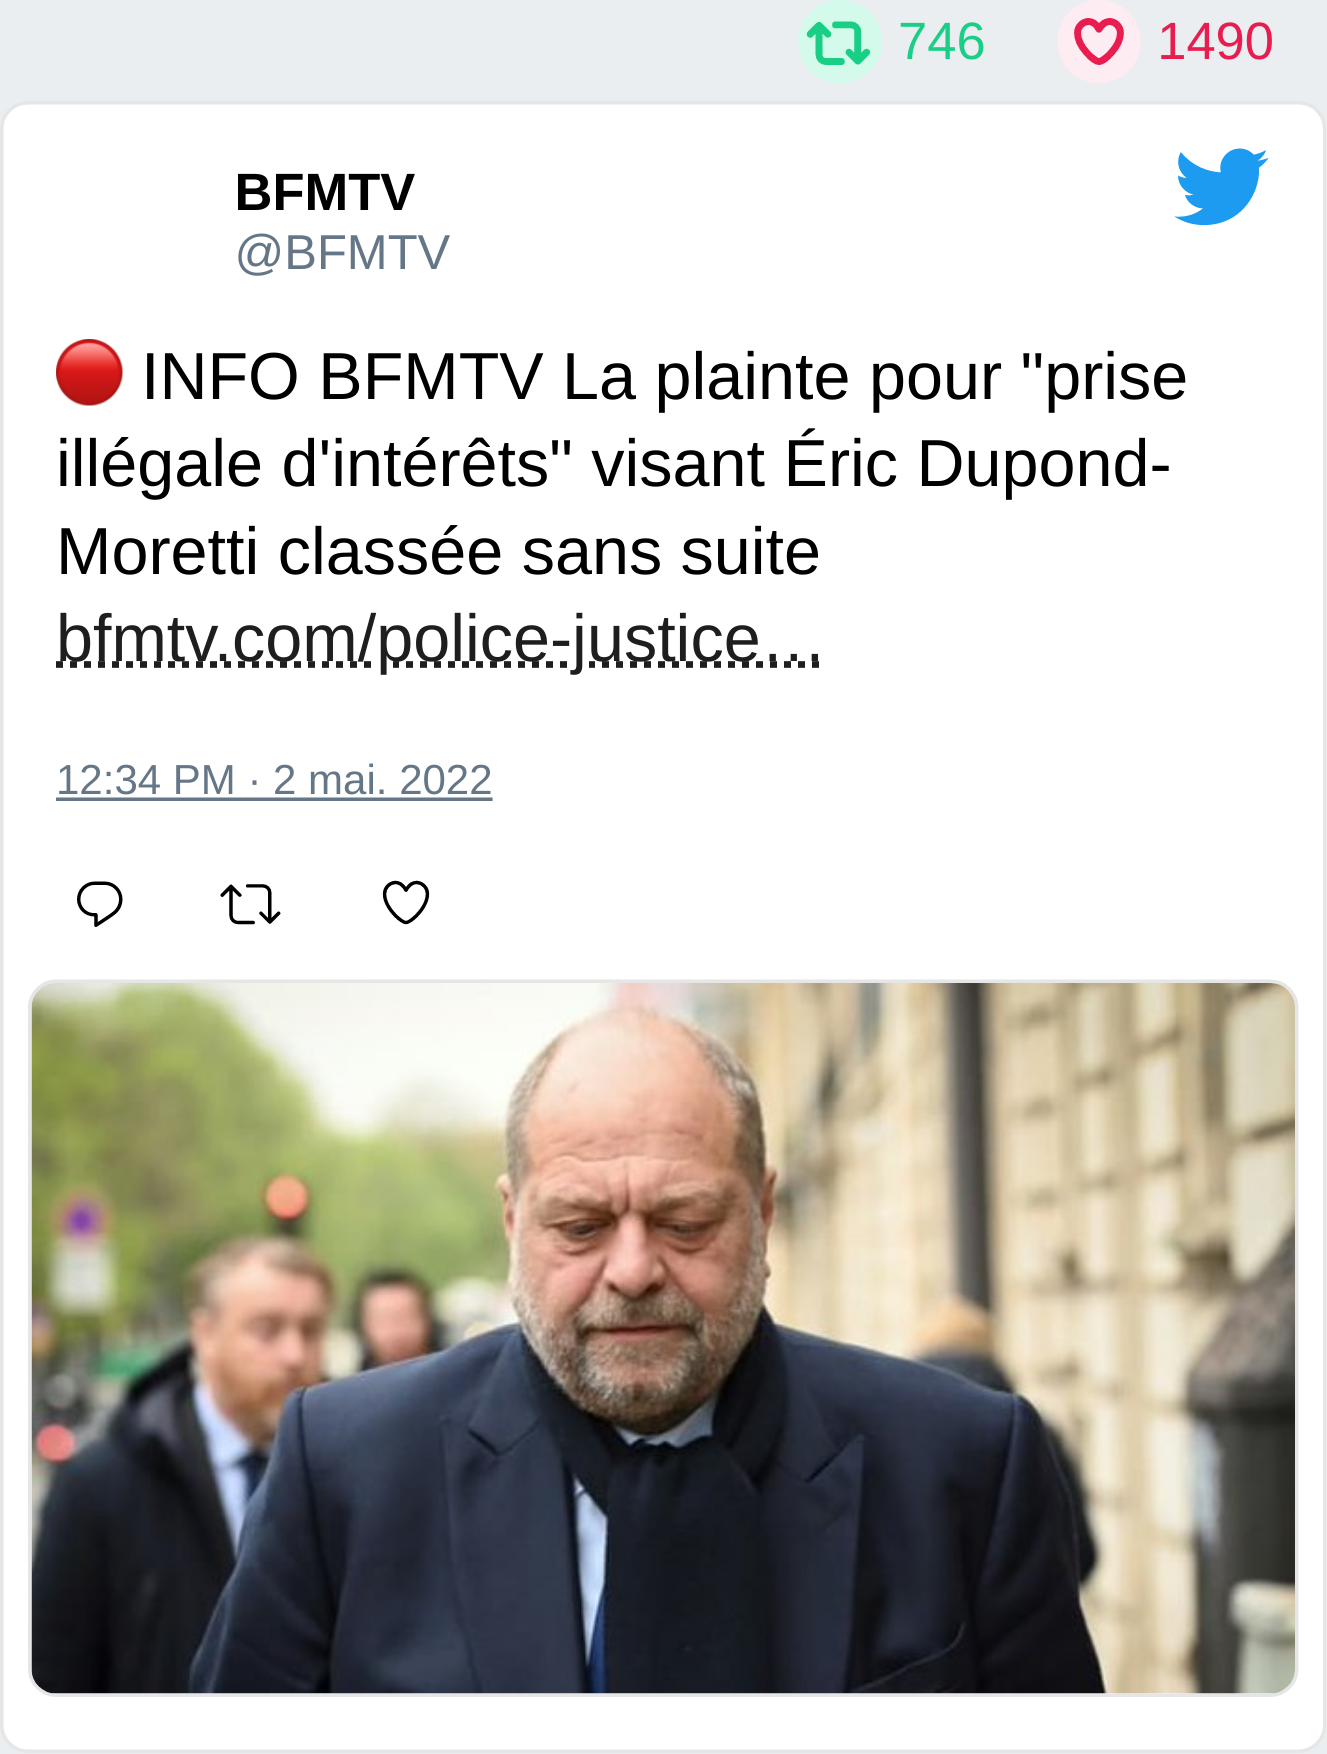 746 1490
BFMTV
@BFMTV
🔴 INFO BFMTV La plainte pour "prise
illégale d'intérêts" visant Éric Dupond-
Moretti classée sans suite
bfmtv.com/police-justice…
12:34 PM · 2 mai. 2022